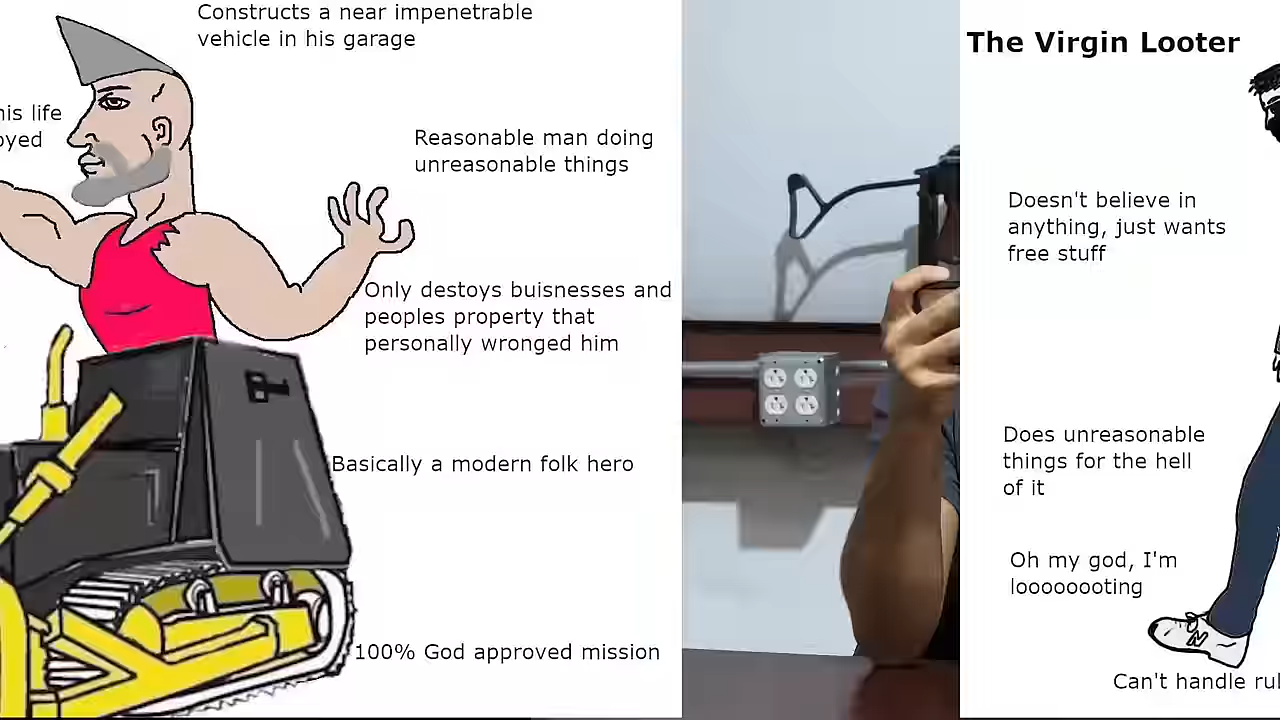 Constructs a near impenetrable
vehicle in his garage
his life
oyed
Reasonable man doing
unreasonable things
Only destoys buisnesses and
peoples property that
personally wronged him
Basically a modern folk hero
100% God approved mission
The Virgin Looter
Doesn't believe in
anything, just wants
free stuff
Does unreasonable
things for the hell
of it
Oh my god, I'm
looooooooting
Can't handle rul